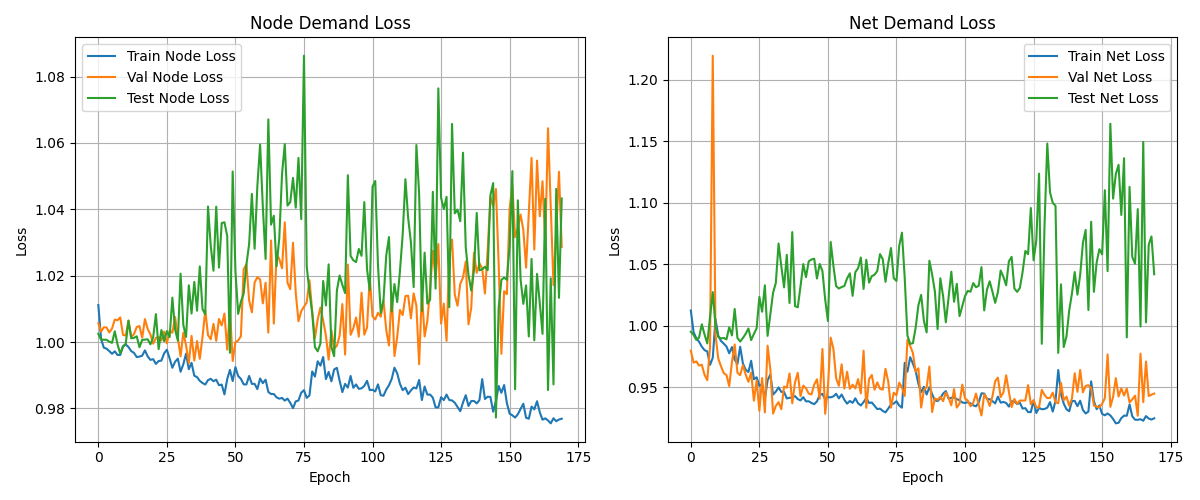 Node Demand Loss
Train Node Loss
Val Node Loss
Test Node Loss
Loss
1.08
1.06
1.04
1.02
1.00
0.98
0
25
50
75
100
125
150
175
Epoch
Net Demand Loss
Train Net Loss
Val Net Loss
Test Net Loss
Loss
1.20
1.15
1.10
1.05
1.00
0.95
0
25
50
75
100
125
150
175
Epoch